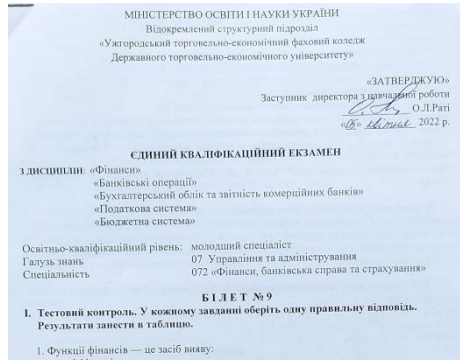 МІНІСТЕРСТВО ОСВІТИ І НАУКИ УКРАЇНИ
Відокремлений структурний підрозділ
«Ужгородський торговельно-економічний фаховий коледж
Державного торговельно-економічного університету»
«ЗАТВЕРДЖУЮ»
Заступник директора з навчальної роботи
О.Л.Раті
«05» квітня 2022 р.
ЄДИНИЙ КВАЛІФІКАЦІЙНИЙ ЕКЗАМЕН
З ДИСЦИПЛІН: «Фінанси»
«Банківські операції»
«Бухгалтерський облік та звітність комерційних банків»
«Податкова система»
«Бюджетна система»
Освітньо-кваліфікаційний рівень: молодший спеціаліст
Галузь знань 07 Управління та адміністрування
Спеціальність 072 «Фінанси, банківська справа та страхування»
БІЛЕТ № 9
І. Тестовий контроль. У кожному завданні оберіть одну правильну відповідь.
Результати занести в таблицю.
1. Функції фінансів — це засіб вияву: